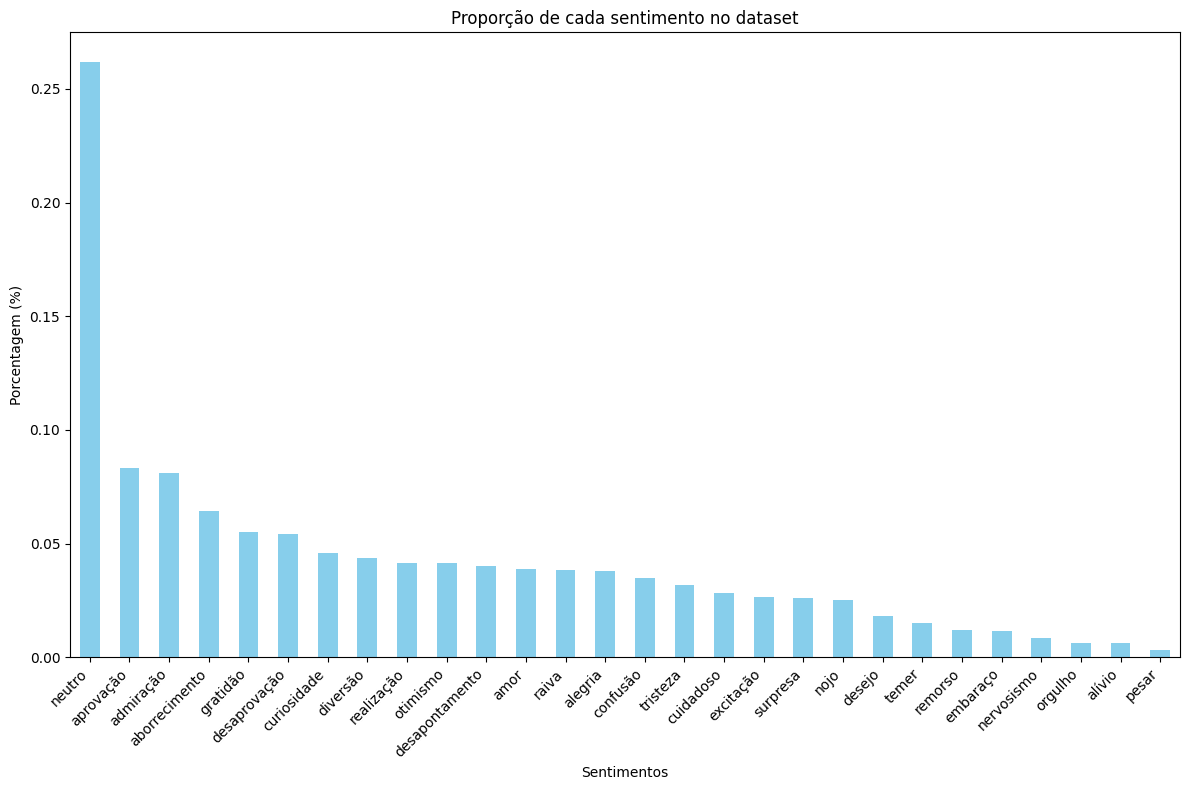 Proporção de cada sentimento no dataset
Porcentagem (%)
0.25
0.20
0.15
0.10
0.05
0.00
neutro
aprovação
admiração
aborrecimento
gratidão
desaprovação
curiosidade
diversão
realização
otimismo
desapontamento
amor
raiva
alegria
confusão
tristeza
cuidadoso
excitação
surpresa
nojo
desejo
temer
remorso
embaraço
nervosismo
orgulho
alívio
pesar
Sentimentos